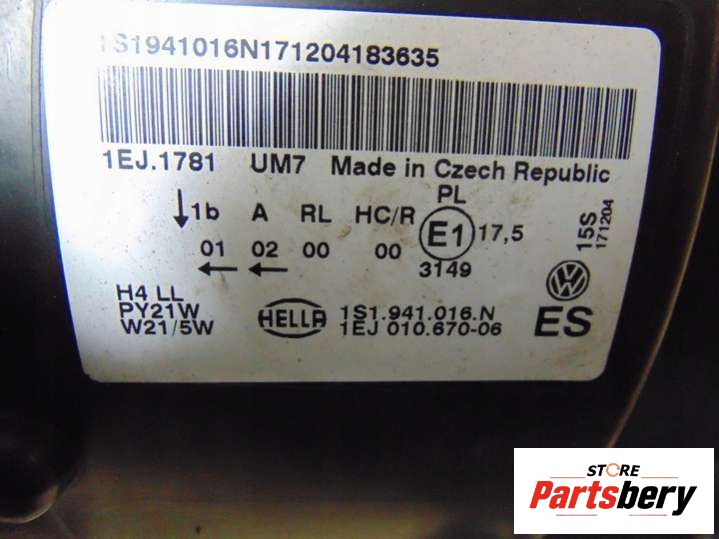 1S1941016N171204183635
1EJ.1781 UM7 Made in Czech Republic
PL
↓1b A RL HC/R E1 17,5
01 02 00 00
← ←
3149
15S
171204
H4 LL
PY21W
W21/5W
HELLA
1S1.941.016.N
1EJ 010.670-06
VW
ES
STORE
Partsbery